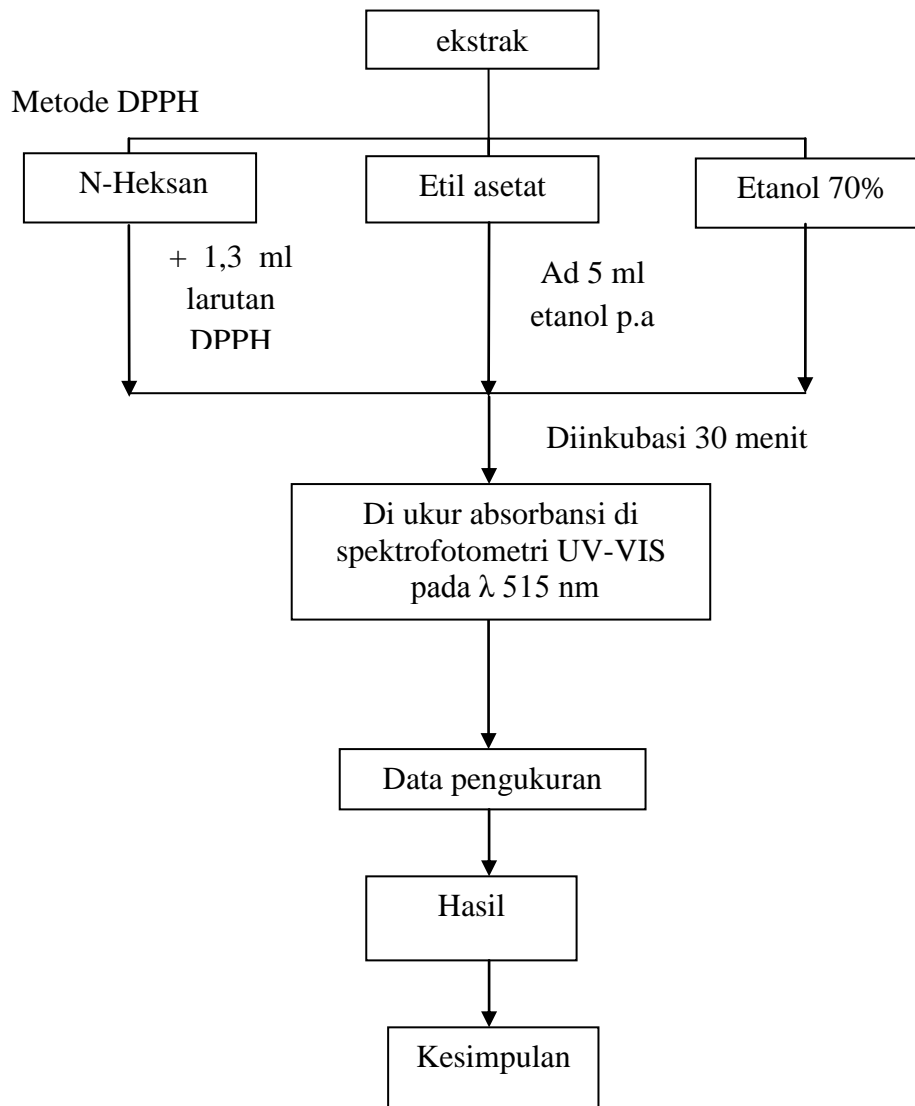 ekstrak
Metode DPPH
N-Heksan
Etil asetat
Etanol 70%
+ 1,3 ml
larutan
DPPH
Ad 5 ml
etanol p.a
Diinkubasi 30 menit
Di ukur absorbansi di
spektrofotometri UV-VIS
pada λ 515 nm
Data pengukuran
Hasil
Kesimpulan